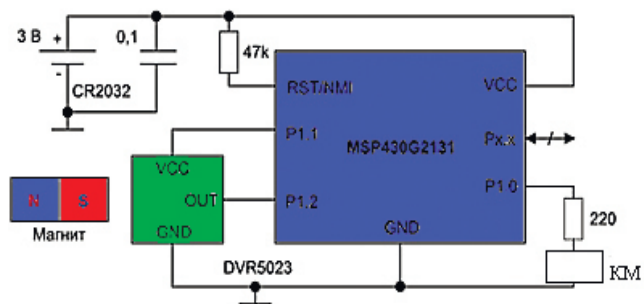 3 В
+
-
0,1
CR2032
47k
RST/NMI
VCC
P1.1
MSP430G2131
Px.x
VCC
OUT
GND
P1.2
P1.0
GND
220
КМ
N
S
Магнит
DVR5023